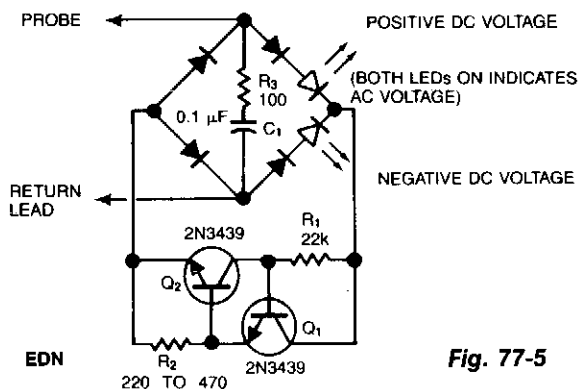 PROBE
POSITIVE DC VOLTAGE
R3
100
(BOTH LEDs ON INDICATES
AC VOLTAGE)
0.1 μF
C1
NEGATIVE DC VOLTAGE
RETURN
LEAD
2N3439
R1
22k
Q2
Q1
R2
220 TO 470
2N3439
EDN
Fig. 77-5